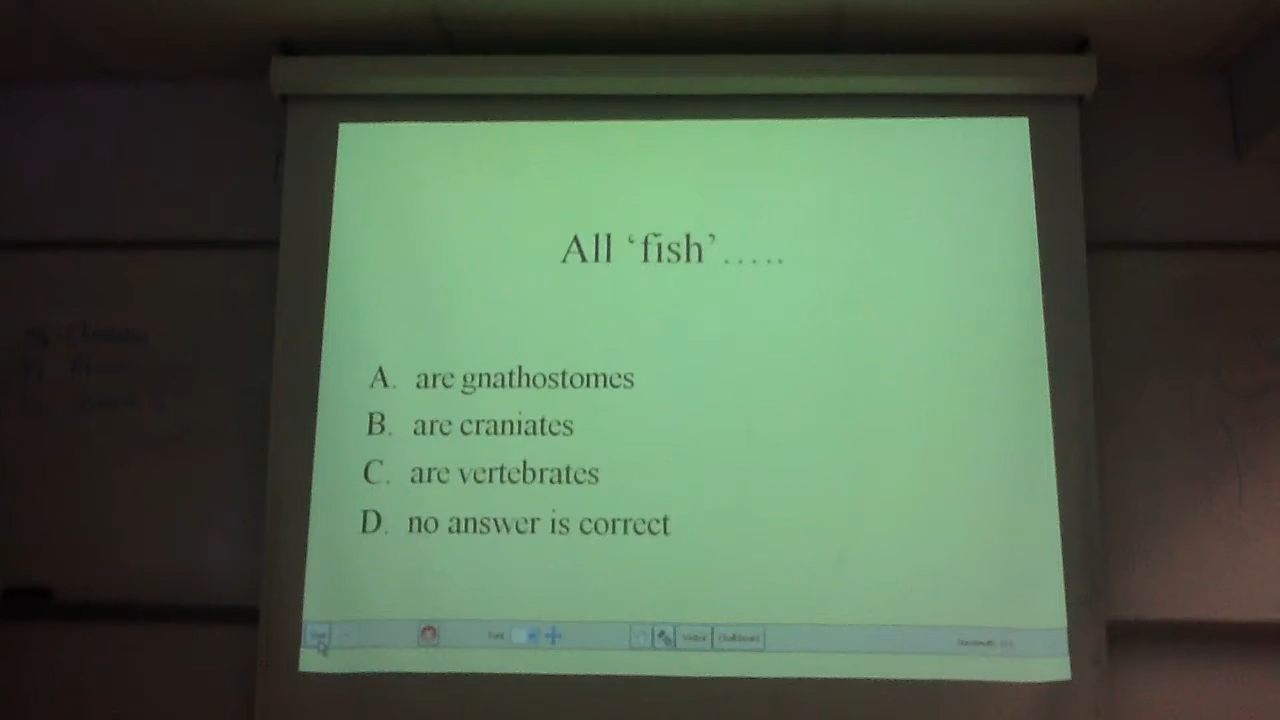 All ‘fish’.....
A. are gnathostomes
B. are craniates
C. are vertebrates
D. no answer is correct